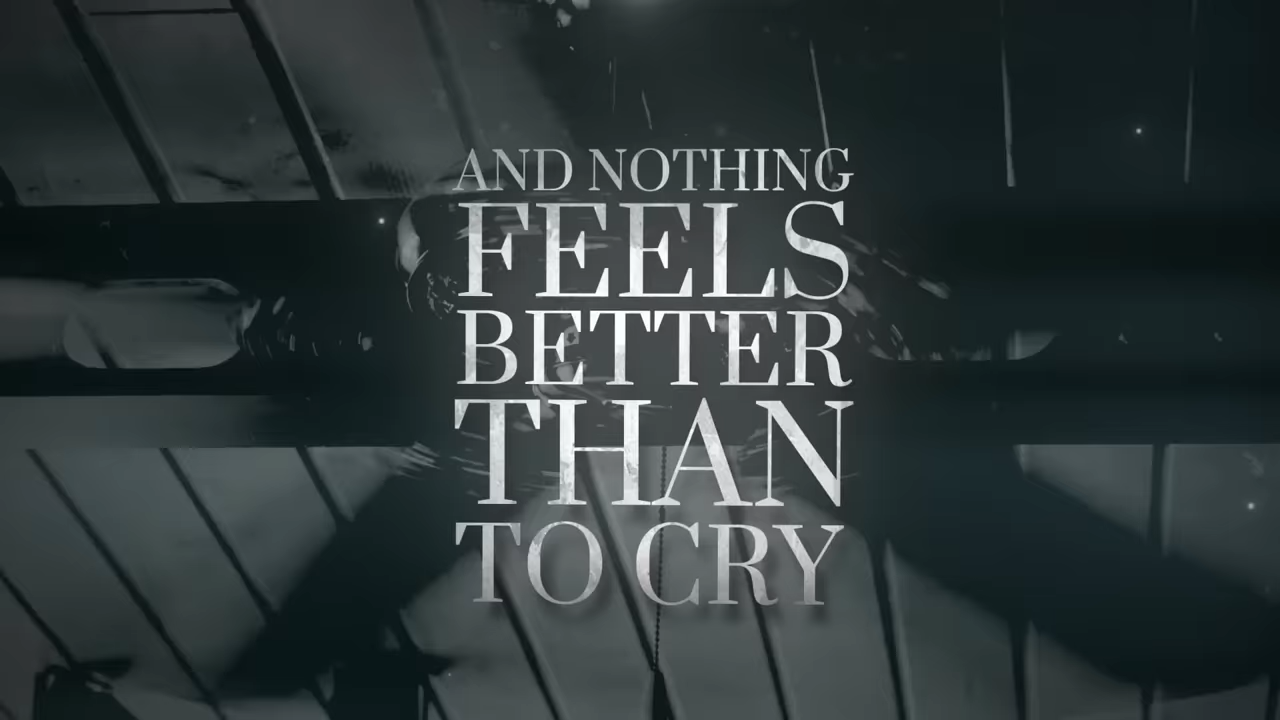 AND NOTHING
FEELS
BETTER
THAN
TO CRY